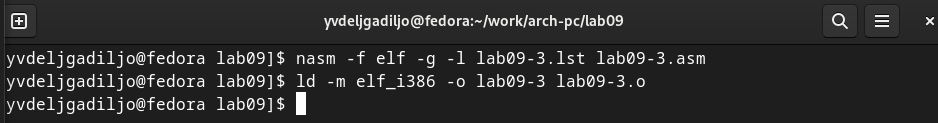 yvdeljgadiljo@fedora:~/work/arch-pc/lab09
yvdeljgadiljo@fedora lab09]$ nasm -f elf -g -l lab09-3.lst lab09-3.asm
yvdeljgadiljo@fedora lab09]$ ld -m elf_i386 -o lab09-3 lab09-3.o
yvdeljgadiljo@fedora lab09]$